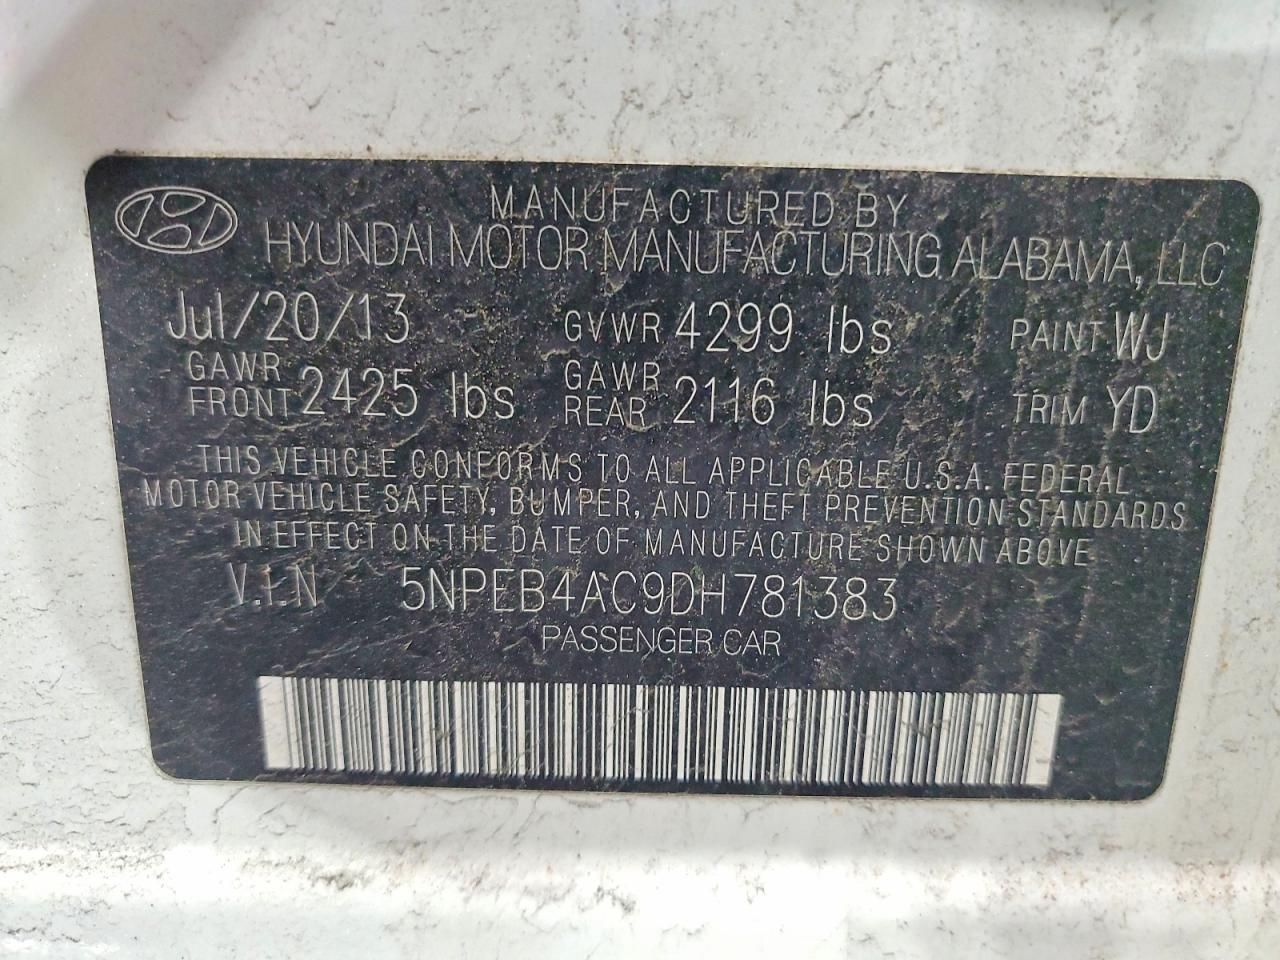 MANUFACTURED BY
HYUNDAI MOTOR MANUFACTURING ALABAMA, LLC
Jul/20/13 GVWR 4299 lbs PAINT WJ
GAWR FRONT 2425 lbs GAWR REAR 2116 lbs TRIM YD
THIS VEHICLE CONFORMS TO ALL APPLICABLE U.S.A. FEDERAL
MOTOR VEHICLE SAFETY, BUMPER, AND THEFT PREVENTION STANDARDS
IN EFFECT ON THE DATE OF MANUFACTURE SHOWN ABOVE
V.I.N 5NPEB4AC9DH781383
PASSENGER CAR